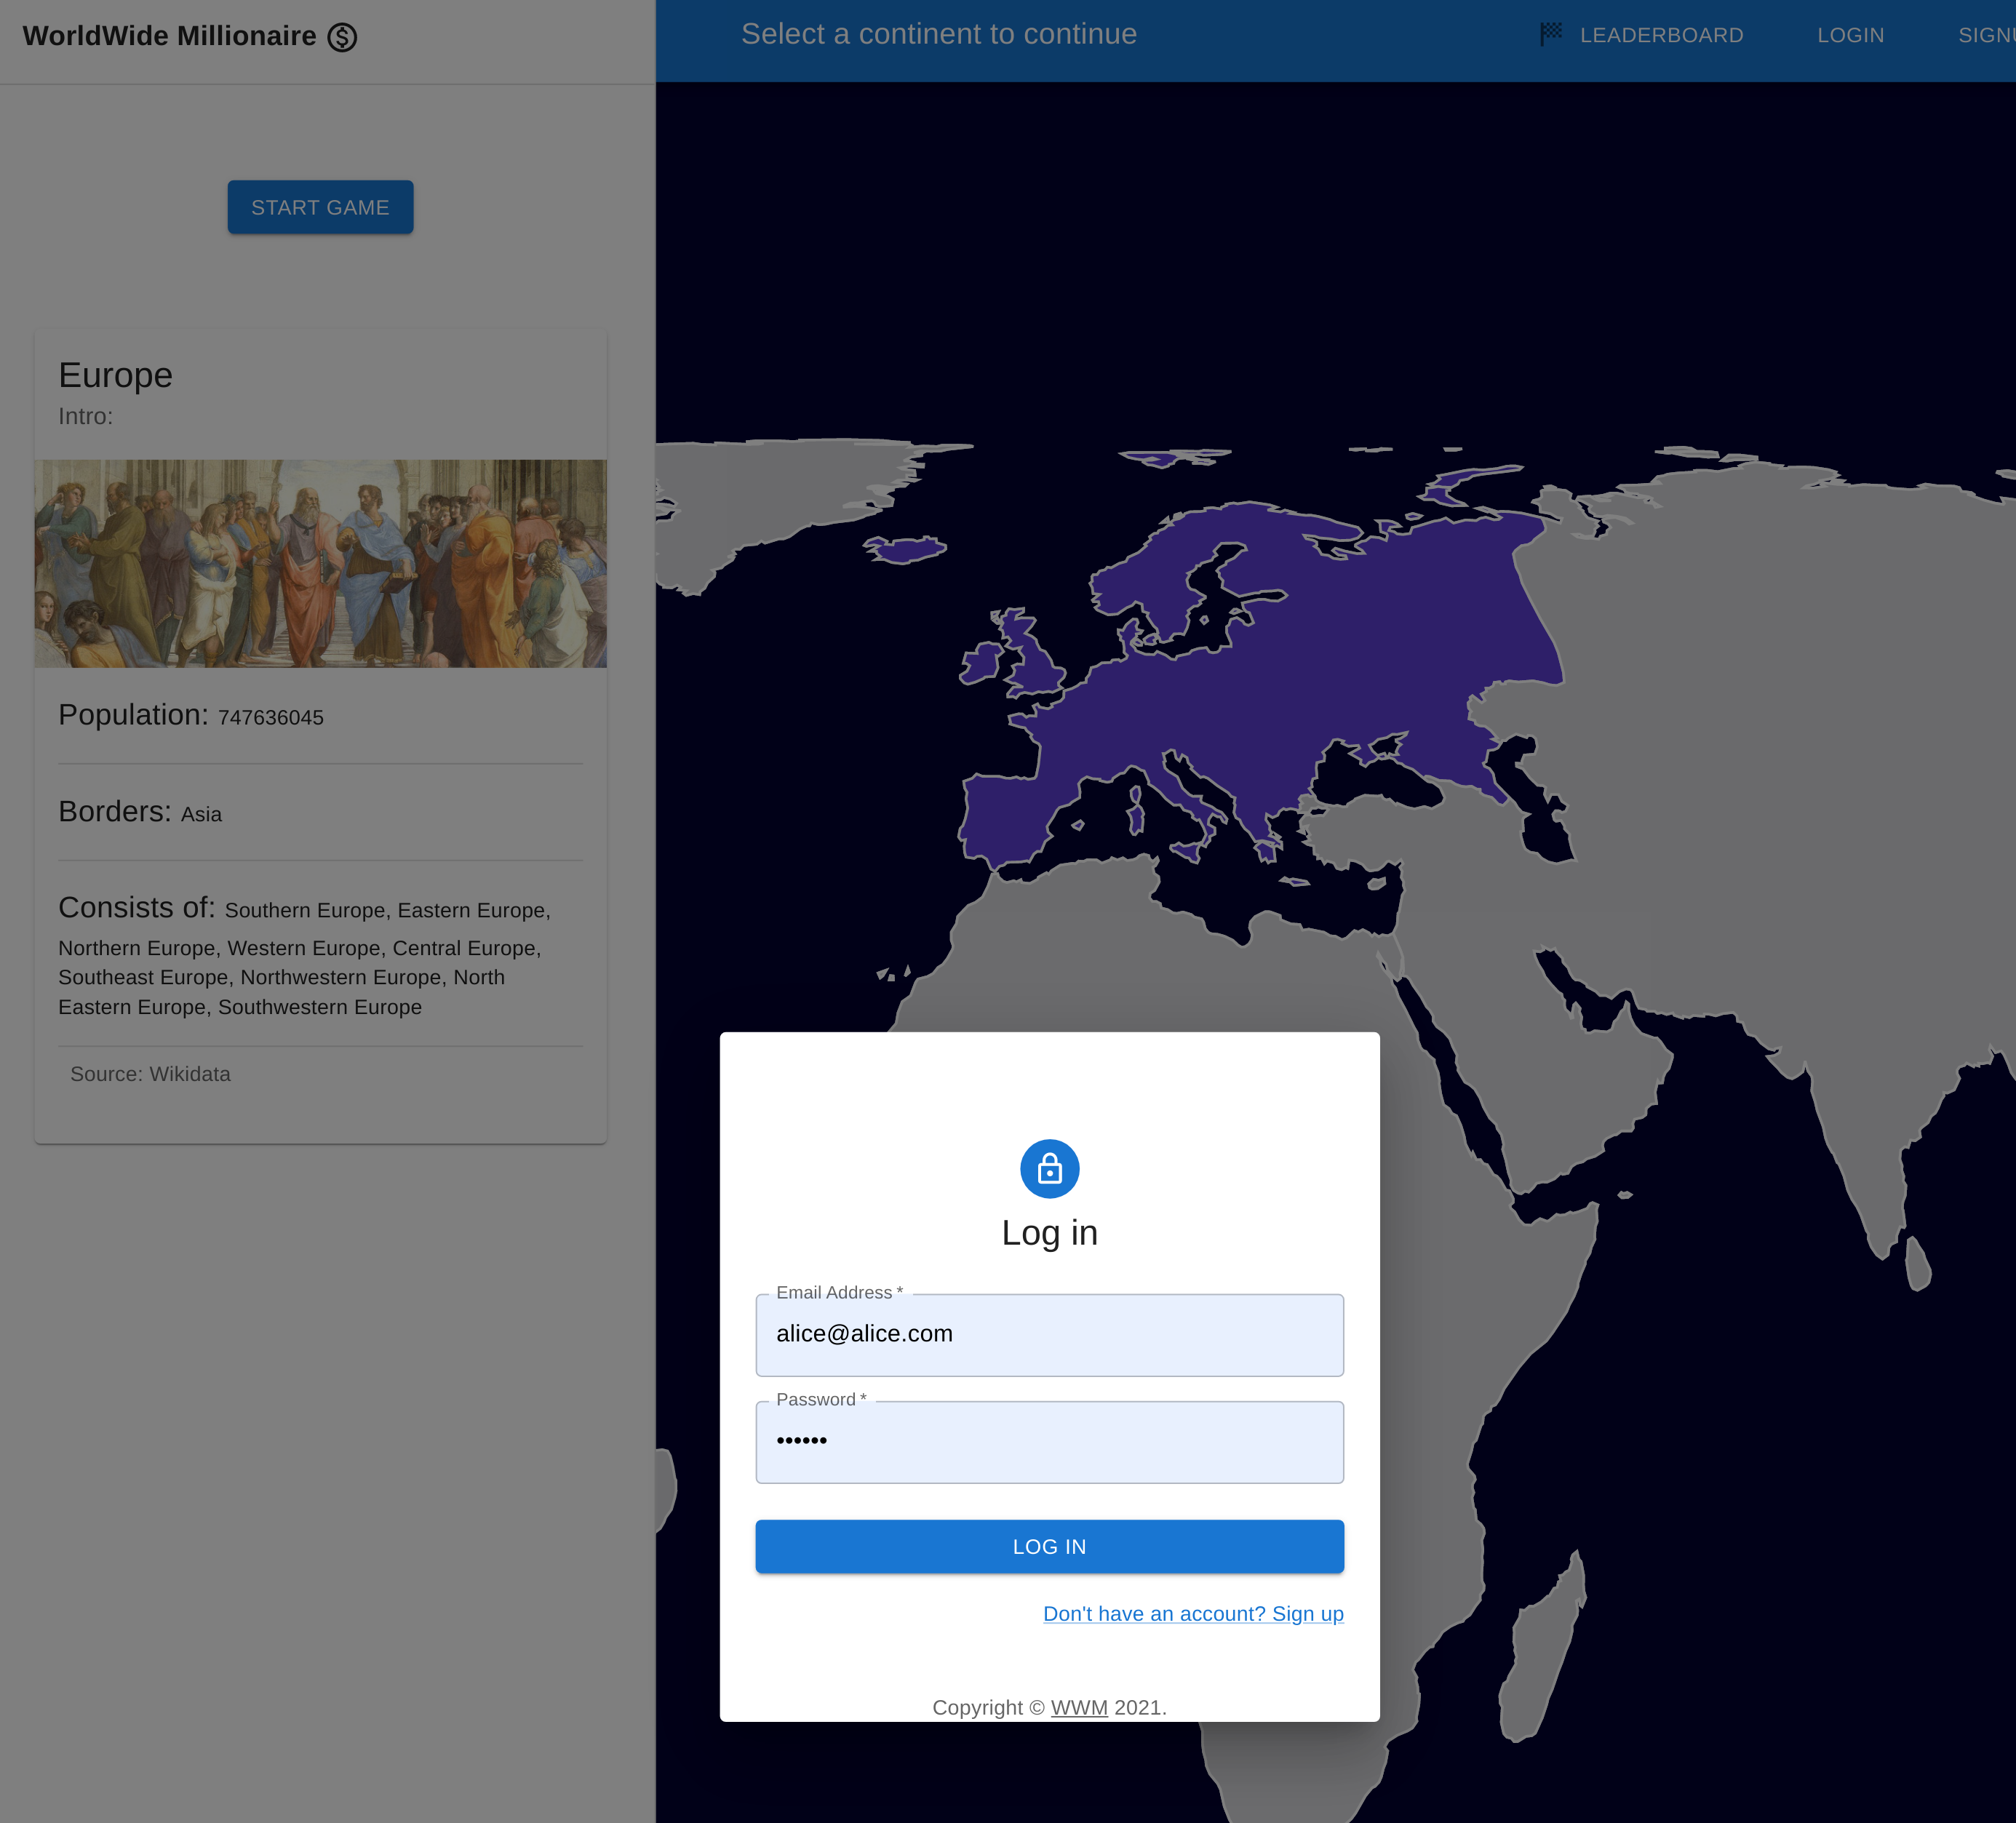 WorldWide Millionaire
Select a continent to continue
LEADERBOARD
LOGIN
START GAME
Europe
Intro:
Population: 747636045
Borders: Asia
Consists of: Southern Europe, Eastern Europe,
Northern Europe, Western Europe, Central Europe,
Southeast Europe, Northwestern Europe, North
Eastern Europe, Southwestern Europe
Source: Wikidata
Log in
Email Address *
alice@alice.com
Password *
••••••
LOG IN
Don't have an account? Sign up
Copyright © WWM 2021.